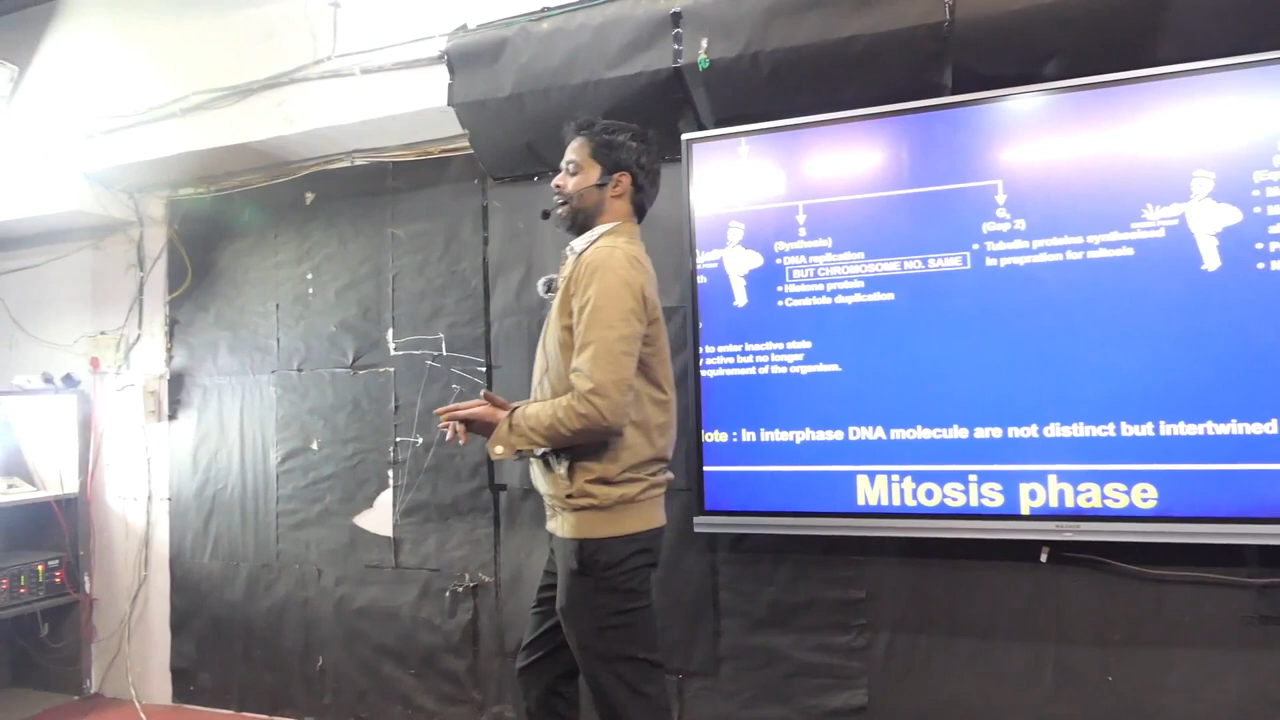 S
G₂
(Synthesis)
(Gap 2)
• DNA replication
BUT CHROMOSOME NO. SAME
• Histone protein
• Centriole duplication
• Tubulin proteins synthesised
in prepration for mitosis
to enter inactive state
active but no longer
requirement of the organism.
Note : In interphase DNA molecule are not distinct but intertwined
Mitosis phase